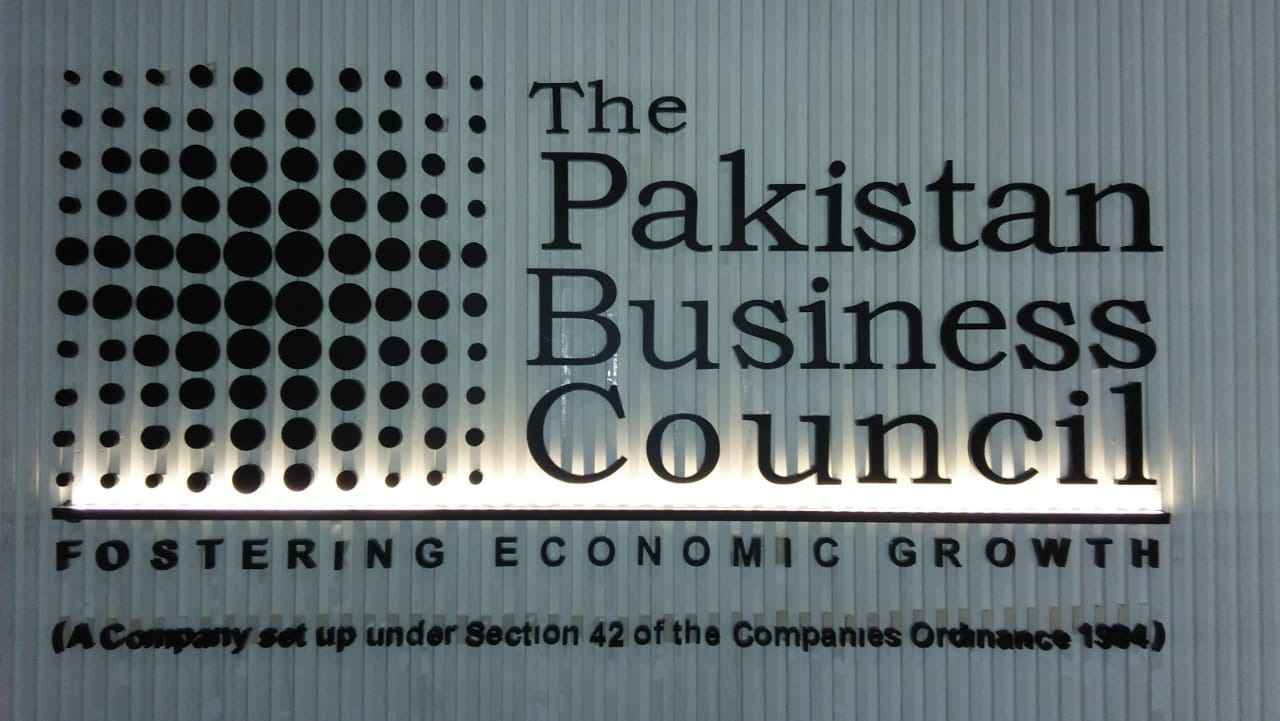 The
Pakistan
Business
Council
FOSTERING ECONOMIC GROWTH
(A Company set up under Section 42 of the Companies Ordinance 1984)